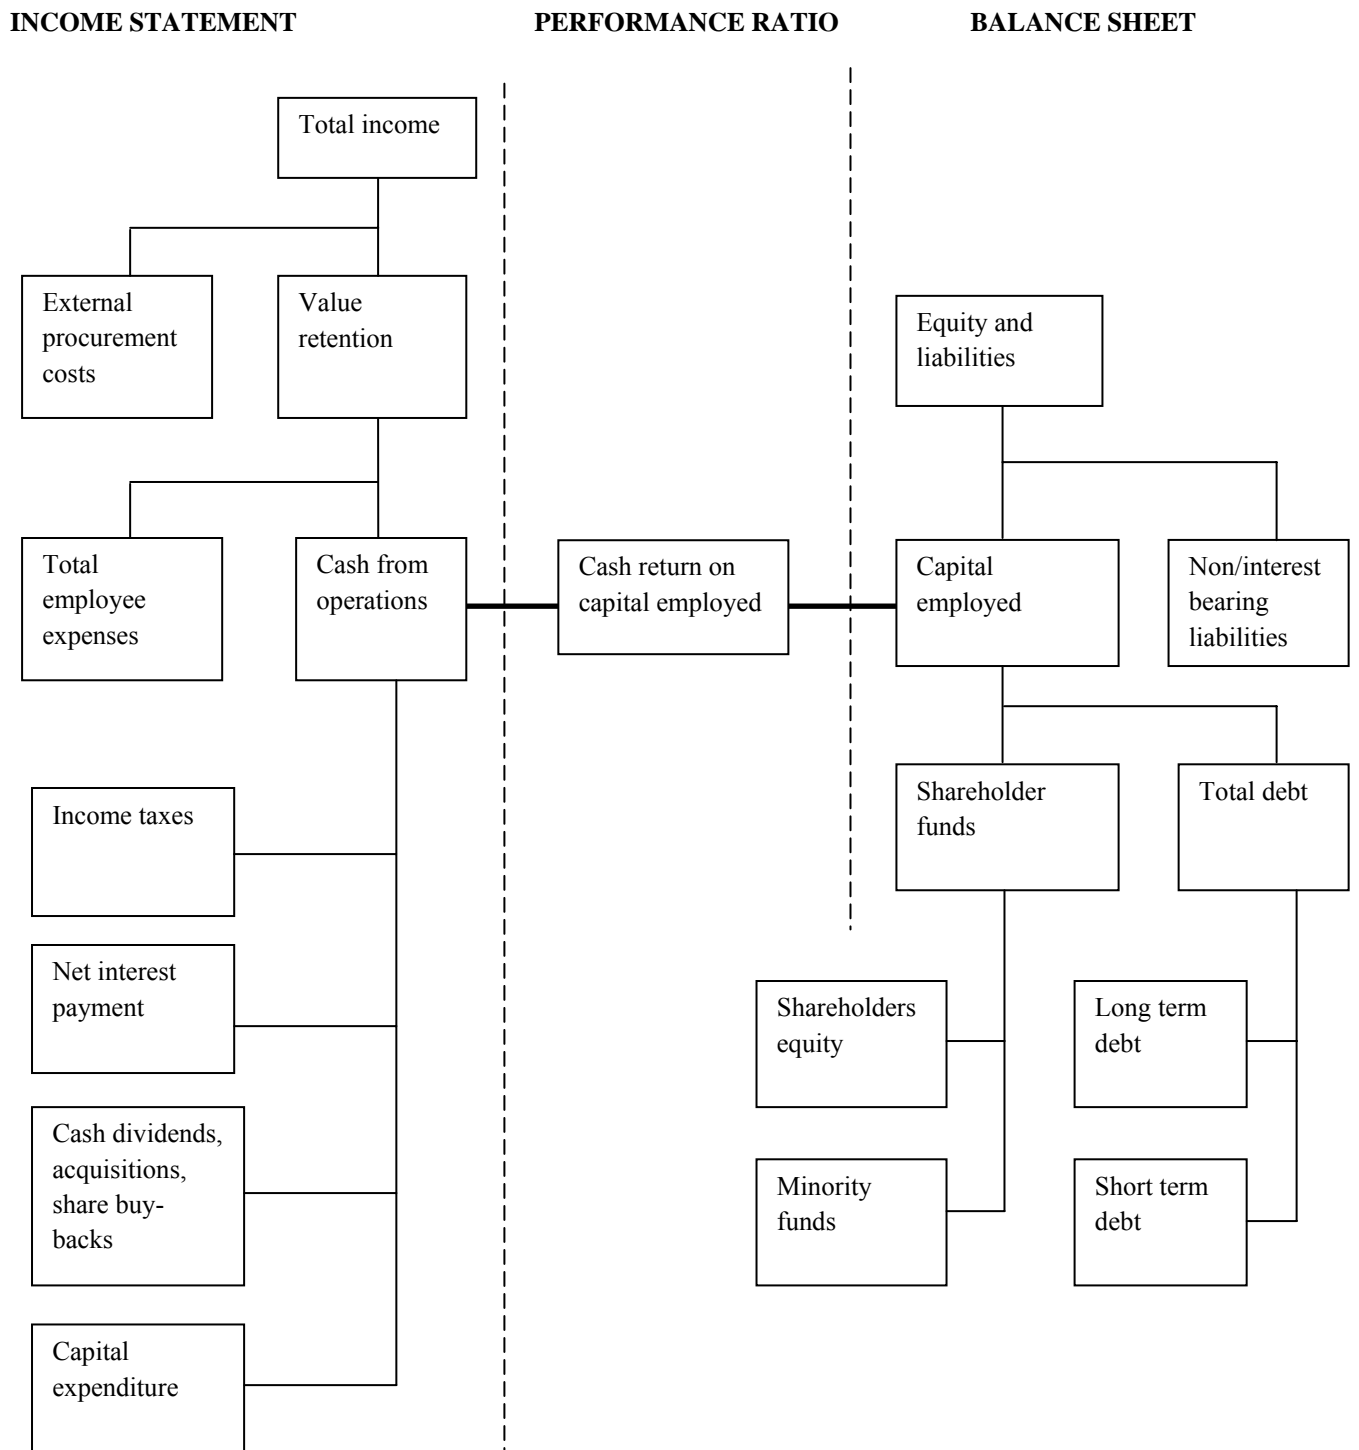 INCOME STATEMENT
PERFORMANCE RATIO
BALANCE SHEET
Total income
External
procurement
costs
Value
retention
Equity and
liabilities
Total
employee
expenses
Cash from
operations
Cash return on
capital employed
Capital
employed
Non/interest
bearing
liabilities
Income taxes
Shareholder
funds
Total debt
Net interest
payment
Shareholders
equity
Long term
debt
Cash dividends,
acquisitions,
share buy-
backs
Minority
funds
Short term
debt
Capital
expenditure